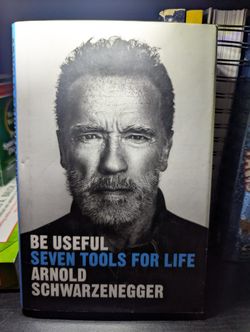 BE USEFUL
SEVEN TOOLS FOR LIFE
ARNOLD
SCHWARZENEGGER